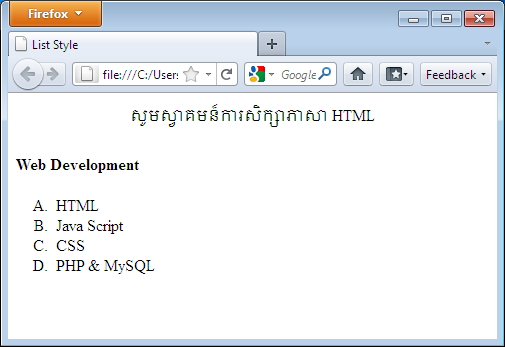 Firefox
List Style
file:///C:/Users
Google
Feedback
សូមស្វាគមន៏ការសិក្សាភាសា HTML
Web Development
A. HTML
B. Java Script
C. CSS
D. PHP & MySQL